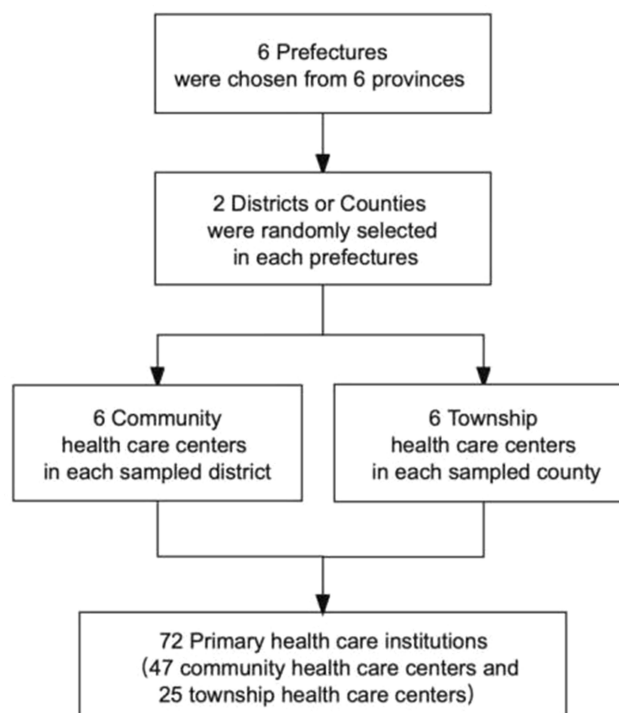 6 Prefectures
were chosen from 6 provinces
2 Districts or Counties
were randomly selected
in each prefectures
6 Community
health care centers
in each sampled district
6 Township
health care centers
in each sampled county
72 Primary health care institutions
(47 community health care centers and
25 township health care centers)